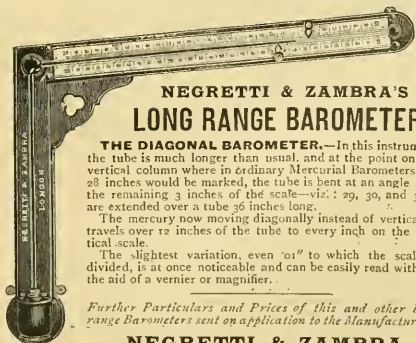 NEGRETTI & ZAMBRA
LONDON
NEGRETTI & ZAMBRA'S
LONG RANGE BAROMETER
THE DIAGONAL BAROMETER.—In this instrum
the tube is much longer than usual, and at the point on
vertical column where in ordinary Mercurial Barometers
28 inches would be marked, the tube is bent at an angle
the remaining 3 inches of the scale—viz.: 29, 30, and 3
are extended over a tube 36 inches long.
The mercury now moving diagonally instead of vertica
travels over 12 inches of the tube to every inch on the
tical scale.
The slightest variation, even ·01" to which the scal
divided, is at once noticeable and can be easily read with
the aid of a vernier or magnifier.
Further Particulars and Prices of this and other l
range Barometers sent on application to the Manufactu
NEGRETTI & ZAMBRA